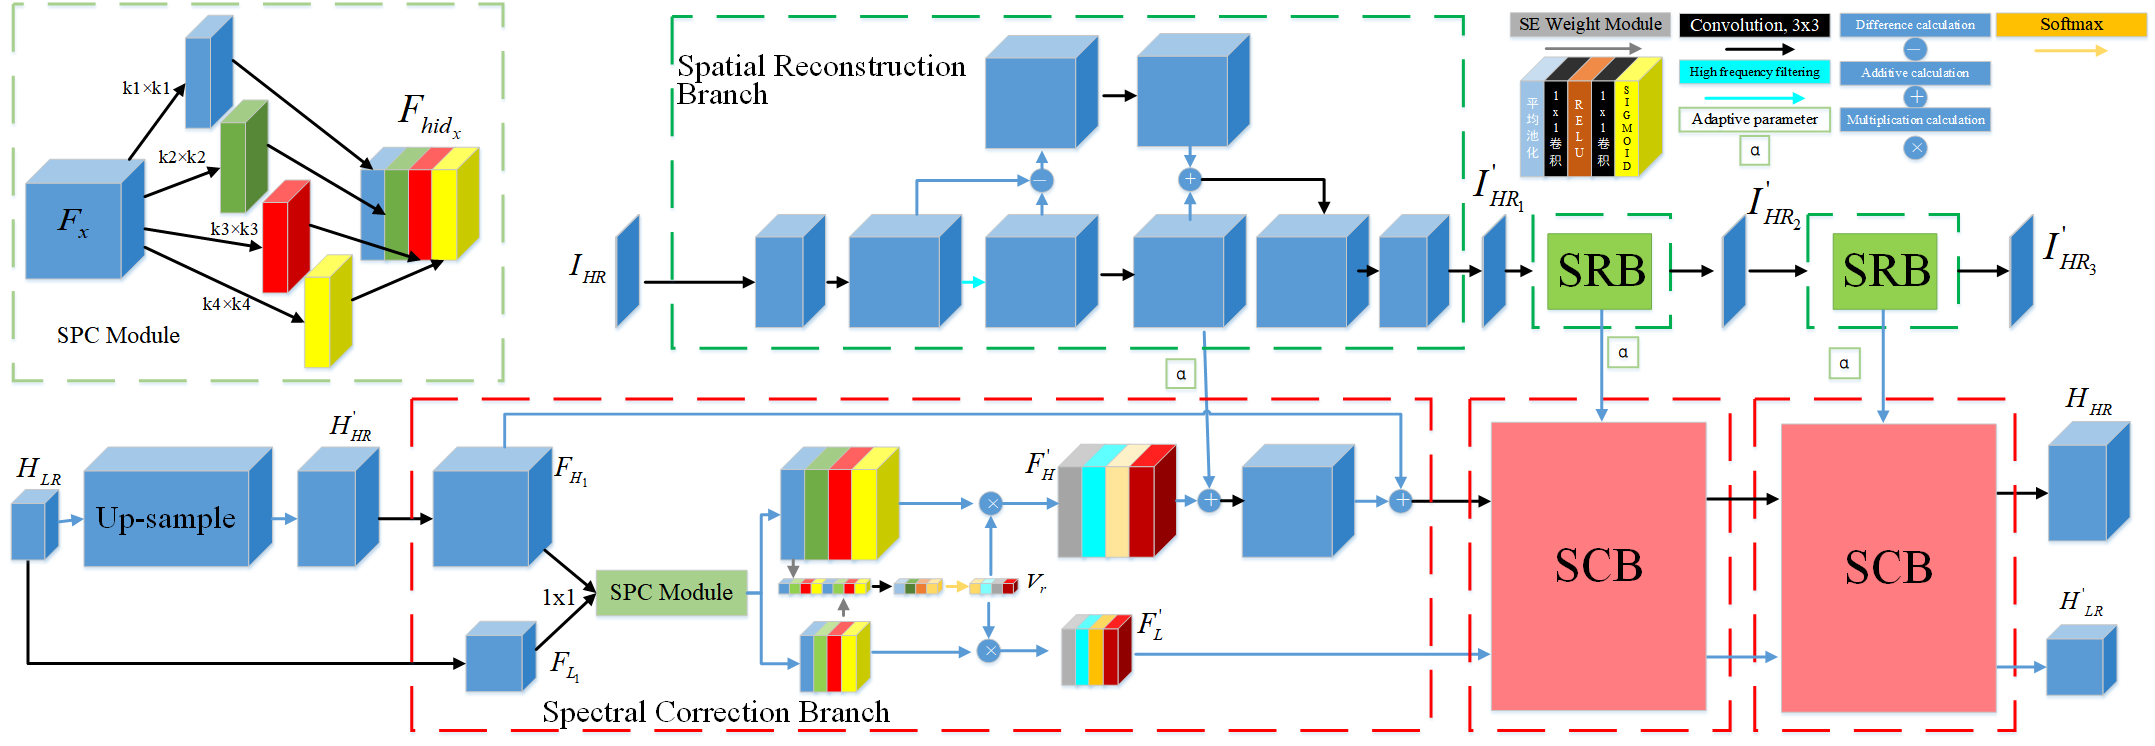 k1×k1
k2×k2
k3×k3
k4×k4
F_x
F_{hid_x}
SPC Module
Spatial Reconstruction
Branch
I_{HR}
I'_{HR_1}
SRB
I'_{HR_2}
SRB
I'_{HR_3}
SE Weight Module
Convolution, 3x3
Difference calculation
Softmax
−
High frequency filtering
Additive calculation
+
Adaptive parameter
Multiplication calculation
α
×
平均池化
1x1卷积
RELU
1x1卷积
SIGMOID
−
+
α
α
α
H_{LR}
Up-sample
H'_{HR}
F_{H_1}
F_{L_1}
1x1
SPC Module
×
V_r
×
F'_H
F'_L
+
+
Spectral Correction Branch
SCB
SCB
H_{HR}
H'_{LR}